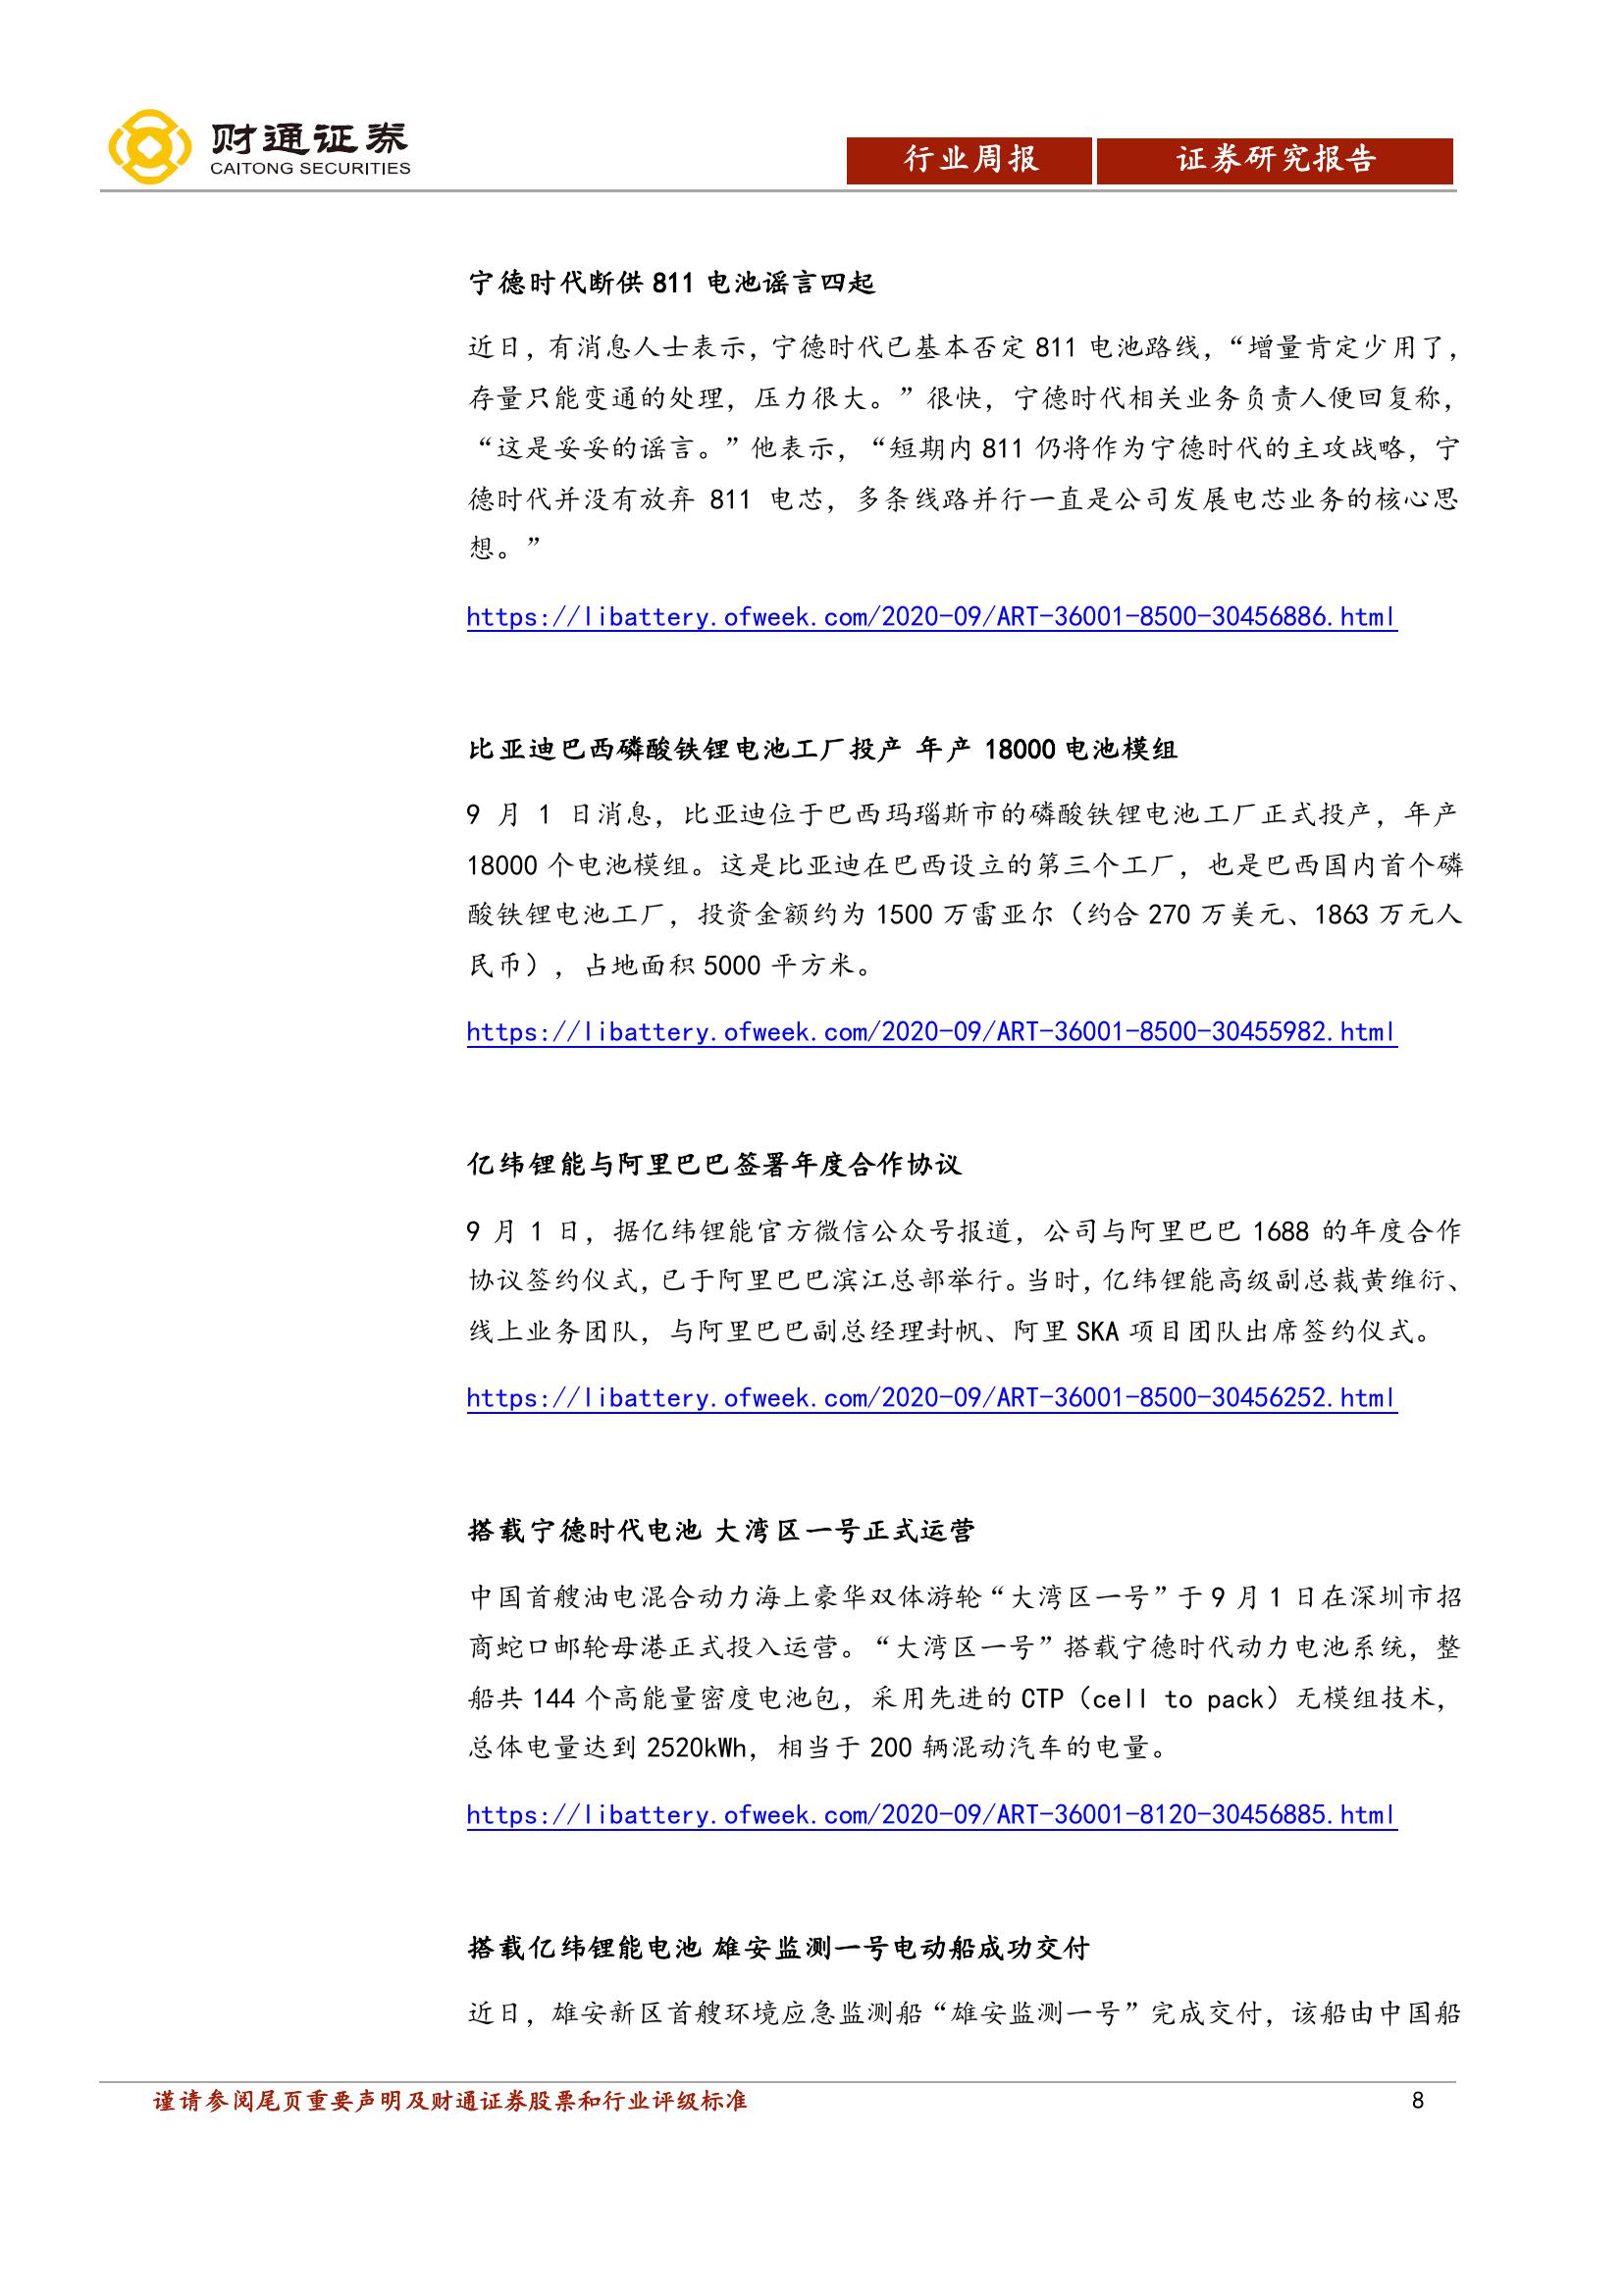 财通证券
CAITONG SECURITIES
行业周报
证券研究报告
宁德时代断供 811 电池谣言四起
近日，有消息人士表示，宁德时代已基本否定 811 电池路线，“增量肯定少用了，
存量只能变通的处理，压力很大。”很快，宁德时代相关业务负责人便回复称，
“这是妥妥的谣言。”他表示，“短期内 811 仍将作为宁德时代的主攻战略，宁
德时代并没有放弃 811 电芯，多条线路并行一直是公司发展电芯业务的核心思
想。”
https://libattery.ofweek.com/2020-09/ART-36001-8500-30456886.html
比亚迪巴西磷酸铁锂电池工厂投产 年产 18000 电池模组
9 月 1 日消息，比亚迪位于巴西玛瑙斯市的磷酸铁锂电池工厂正式投产，年产
18000 个电池模组。这是比亚迪在巴西设立的第三个工厂，也是巴西国内首个磷
酸铁锂电池工厂，投资金额约为 1500 万雷亚尔（约合 270 万美元、1863 万元人
民币），占地面积 5000 平方米。
https://libattery.ofweek.com/2020-09/ART-36001-8500-30455982.html
亿纬锂能与阿里巴巴签署年度合作协议
9 月 1 日，据亿纬锂能官方微信公众号报道，公司与阿里巴巴 1688 的年度合作
协议签约仪式，已于阿里巴巴滨江总部举行。当时，亿纬锂能高级副总裁黄维衍、
线上业务团队，与阿里巴巴副总经理封帆、阿里 SKA 项目团队出席签约仪式。
https://libattery.ofweek.com/2020-09/ART-36001-8500-30456252.html
搭载宁德时代电池 大湾区一号正式运营
中国首艘油电混合动力海上豪华双体游轮“大湾区一号”于 9 月 1 日在深圳市招
商蛇口邮轮母港正式投入运营。“大湾区一号”搭载宁德时代动力电池系统，整
船共 144 个高能量密度电池包，采用先进的 CTP（cell to pack）无模组技术，
总体电量达到 2520kWh，相当于 200 辆混动汽车的电量。
https://libattery.ofweek.com/2020-09/ART-36001-8120-30456885.html
搭载亿纬锂能电池 雄安监测一号电动船成功交付
近日，雄安新区首艘环境应急监测船“雄安监测一号”完成交付，该船由中国船
谨请参阅尾页重要声明及财通证券股票和行业评级标准
8